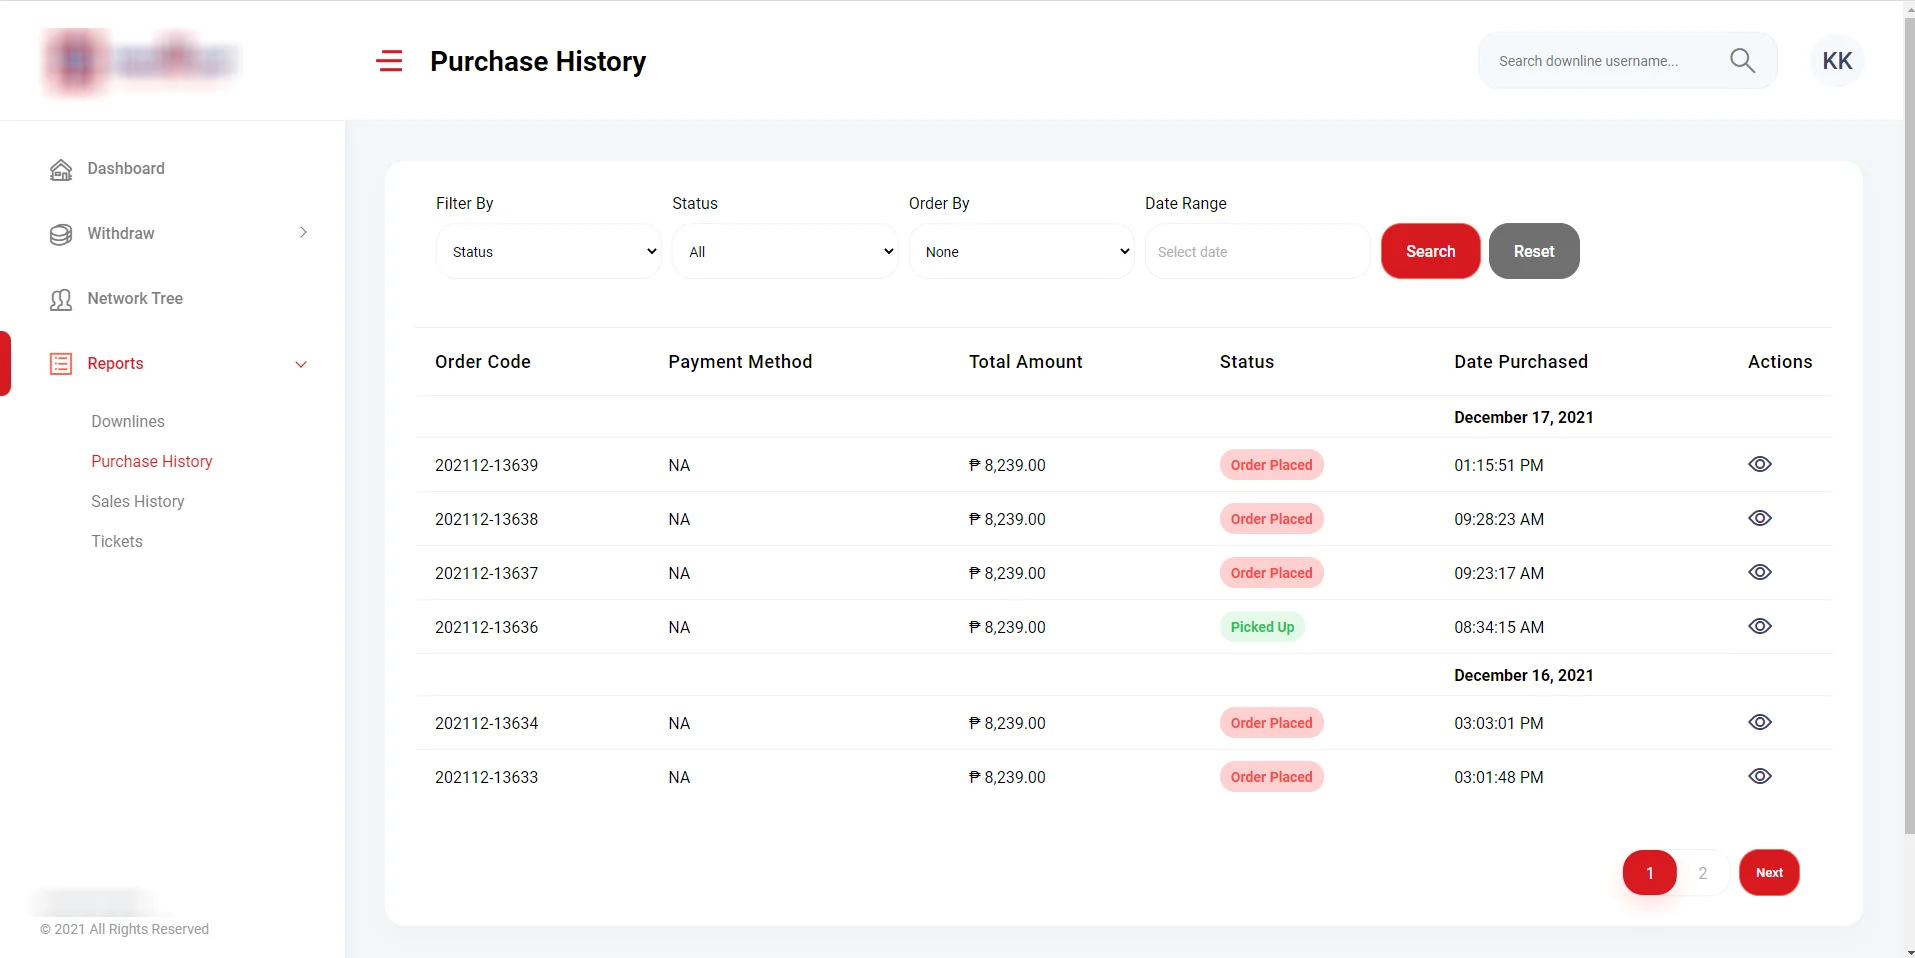 Purchase History
Search downline username...
KK
Dashboard
Withdraw
Network Tree
Reports
Downlines
Purchase History
Sales History
Tickets
© 2021 All Rights Reserved
Filter By Status Order By Date Range
Status All None Select date Search Reset
Order Code Payment Method Total Amount Status Date Purchased Actions
December 17, 2021
202112-13639 NA ₱ 8,239.00 Order Placed 01:15:51 PM
202112-13638 NA ₱ 8,239.00 Order Placed 09:28:23 AM
202112-13637 NA ₱ 8,239.00 Order Placed 09:23:17 AM
202112-13636 NA ₱ 8,239.00 Picked Up 08:34:15 AM
December 16, 2021
202112-13634 NA ₱ 8,239.00 Order Placed 03:03:01 PM
202112-13633 NA ₱ 8,239.00 Order Placed 03:01:48 PM
1 2 Next